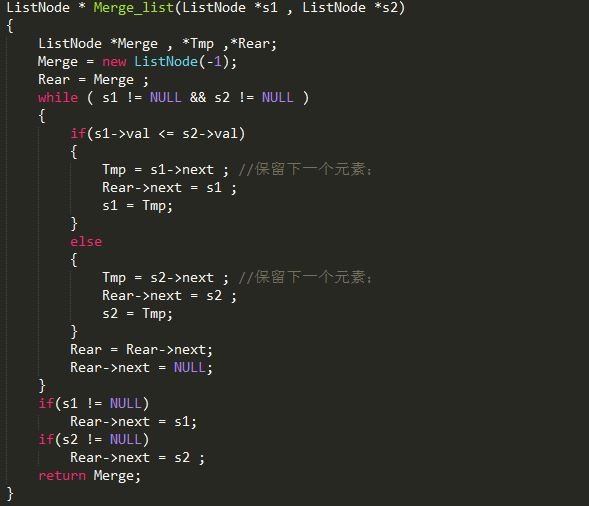 ListNode * Merge_list(ListNode *s1 , ListNode *s2)
{
    ListNode *Merge , *Tmp ,*Rear;
    Merge = new ListNode(-1);
    Rear = Merge ;
    while ( s1 != NULL && s2 != NULL )
    {
        if(s1->val <= s2->val)
        {
            Tmp = s1->next ; //保留下一个元素；
            Rear->next = s1 ;
            s1 = Tmp;
        }
        else
        {
            Tmp = s2->next ; //保留下一个元素；
            Rear->next = s2 ;
            s2 = Tmp;
        }
        Rear = Rear->next;
        Rear->next = NULL;
    }
    if(s1 != NULL)
        Rear->next = s1;
    if(s2 != NULL)
        Rear->next = s2 ;
    return Merge;
}